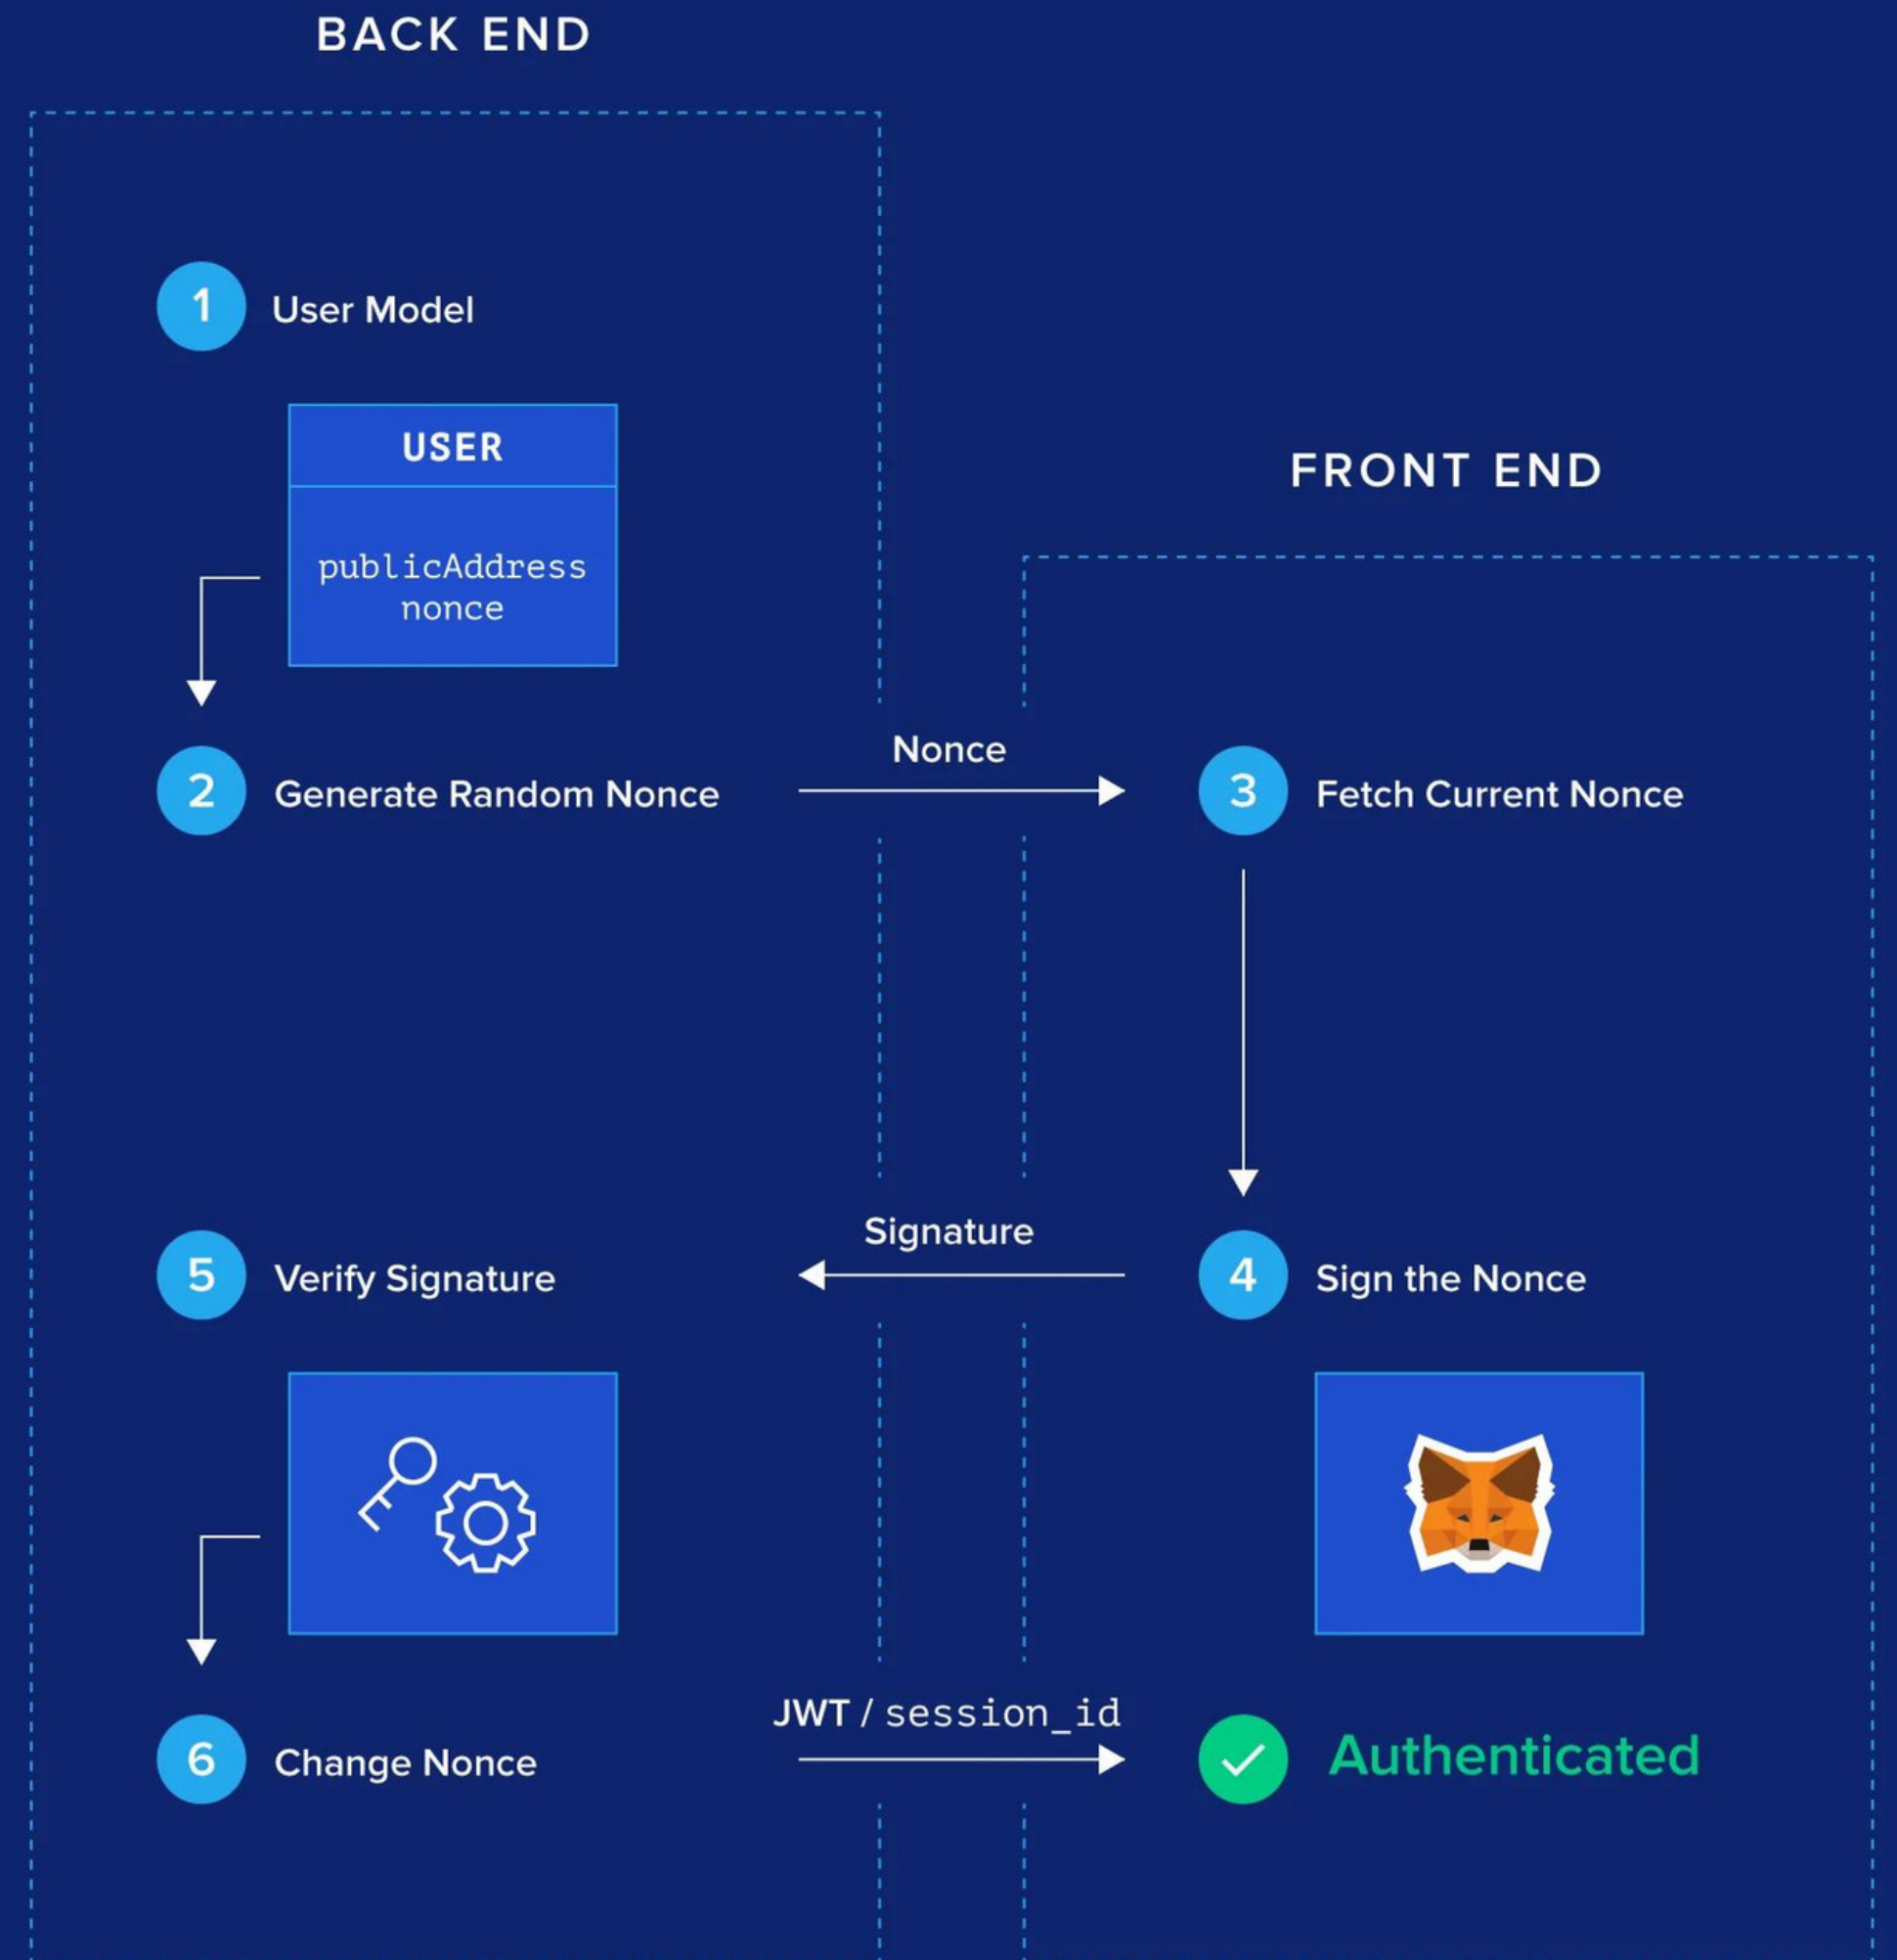 BACK END
1 User Model
USER
publicAddress
nonce
FRONT END
2 Generate Random Nonce
Nonce
3 Fetch Current Nonce
Signature
4 Sign the Nonce
5 Verify Signature
6 Change Nonce
JWT / session_id
Authenticated